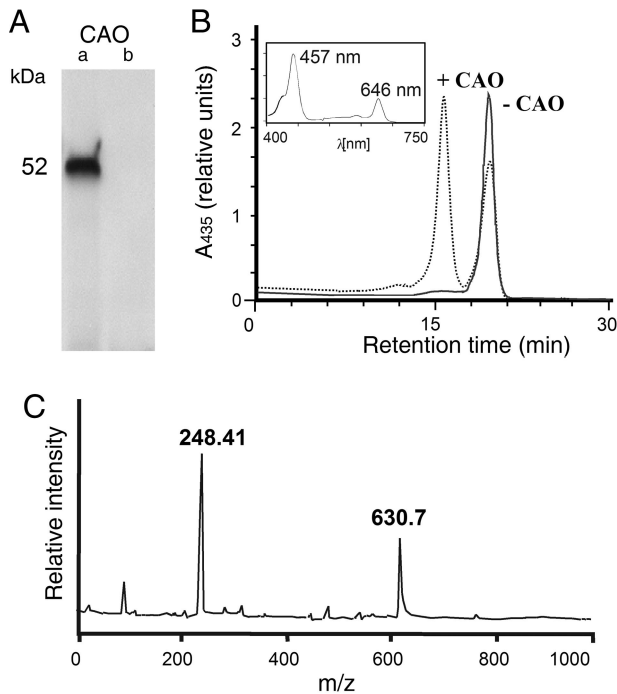 A
CAO
a b
kDa
52
B
3
2
1
0
A435 (relative units)
457 nm
646 nm
400 750
λ[nm]
+ CAO
- CAO
0 15 30
Retention time (min)
C
Relative intensity
248.41
630.7
0 200 400 600 800 1000
m/z